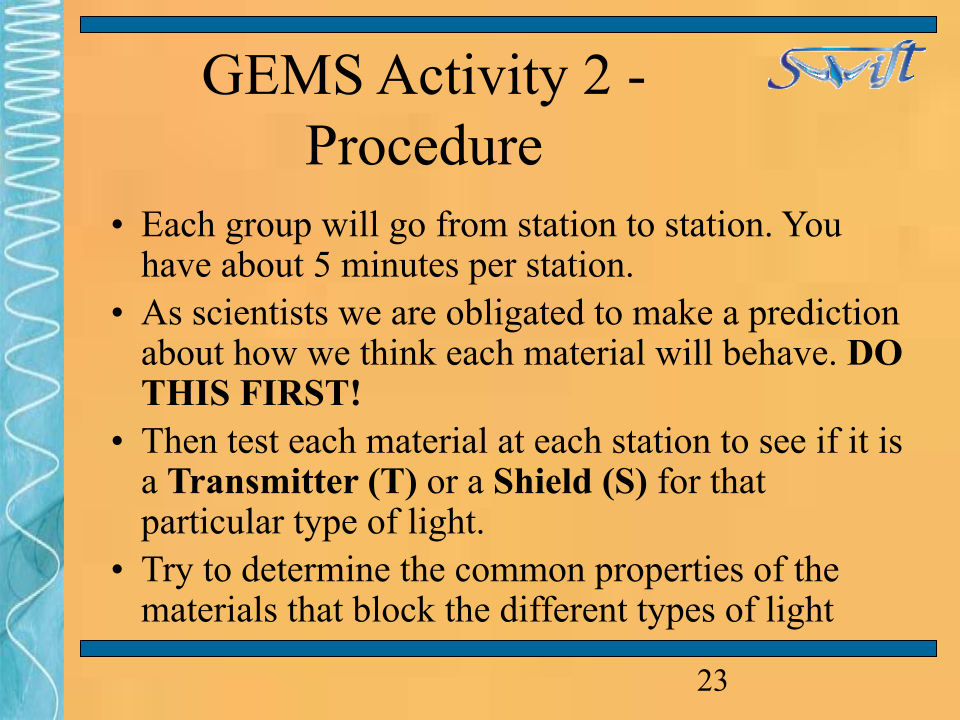 GEMS Activity 2 -
Procedure
Swift
• Each group will go from station to station. You
have about 5 minutes per station.
• As scientists we are obligated to make a prediction
about how we think each material will behave. DO
THIS FIRST!
• Then test each material at each station to see if it is
a Transmitter (T) or a Shield (S) for that
particular type of light.
• Try to determine the common properties of the
materials that block the different types of light
23